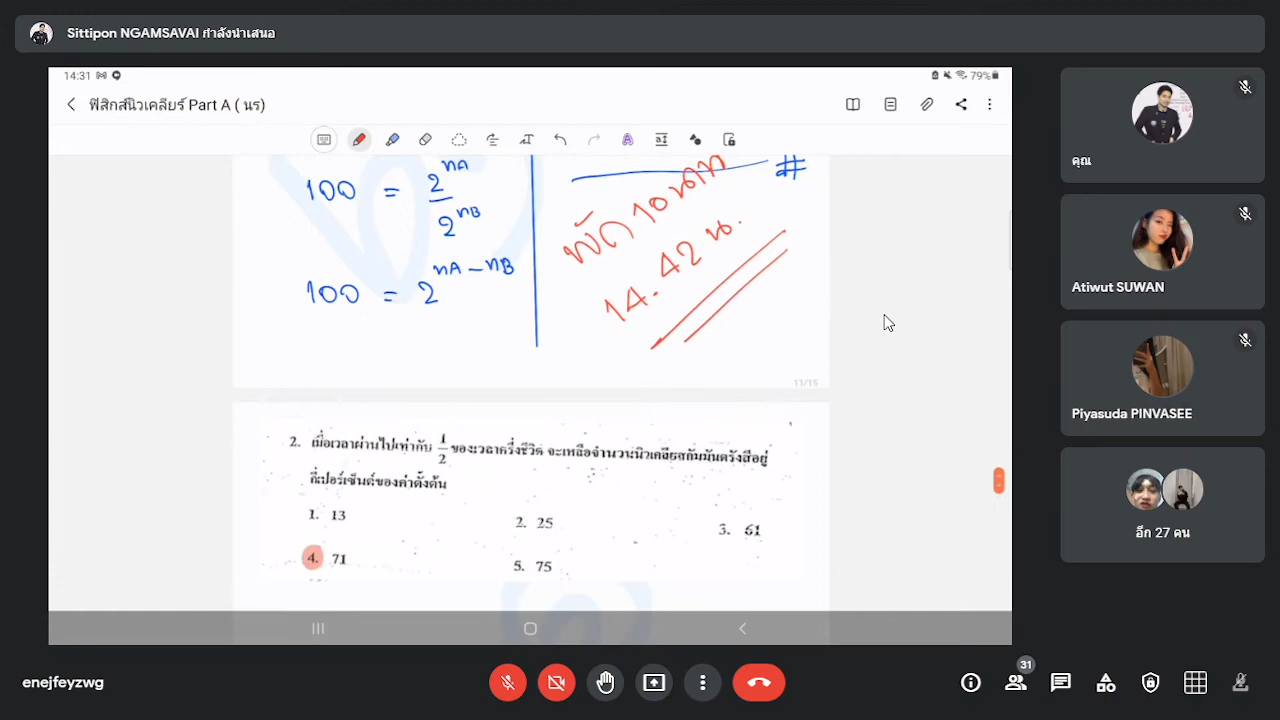 Sittipon NGAMSAVAI กำลังนำเสนอ
14:31
79%
ฟิสิกส์นิวเคลียร์ Part A ( นร)
100 = 2^nA / 2^nB
100 = 2^nA - nB
#
พัก 10 นาที
14.42 น.
11/15
2. เมื่อเวลาผ่านไปเท่ากับ 1/2 ของเวลาครึ่งชีวิต จะเหลือจำนวนนิวเคลียสกัมมันตรังสีอยู่
กี่เปอร์เซ็นต์ของค่าตั้งต้น
1. 13
2. 25
3. 61
4. 71
5. 75
คุณ
Atiwut SUWAN
Piyasuda PINVASEE
อีก 27 คน
enejfeyzwg
31